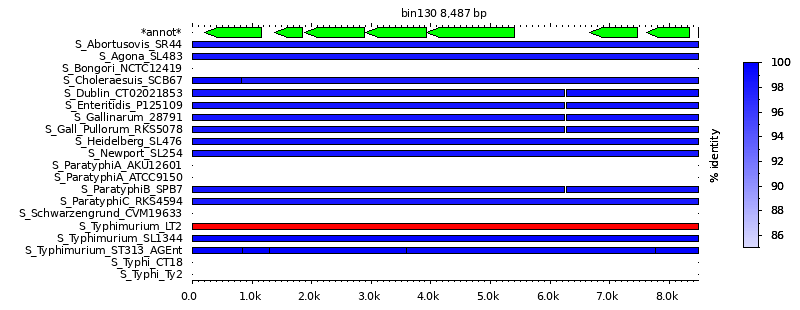 bin130 8,487 bp
*annot*
S_Abortusovis_SR44
S_Agona_SL483
S_Bongori_NCTC12419
S_Choleraesuis_SCB67
S_Dublin_CT02021853
S_Enteritidis_P125109
S_Gallinarum_28791
S_Gall_Pullorum_RKS5078
S_Heidelberg_SL476
S_Newport_SL254
S_ParatyphiA_AKU12601
S_ParatyphiA_ATCC9150
S_ParatyphiB_SPB7
S_ParatyphiC_RKS4594
S_Schwarzengrund_CVM19633
S_Typhimurium_LT2
S_Typhimurium_SL1344
S_Typhimurium_ST313_AGEnt
S_Typhi_CT18
S_Typhi_Ty2
0.0 1.0k 2.0k 3.0k 4.0k 5.0k 6.0k 7.0k 8.0k
% identity
100
98
96
94
92
90
88
86